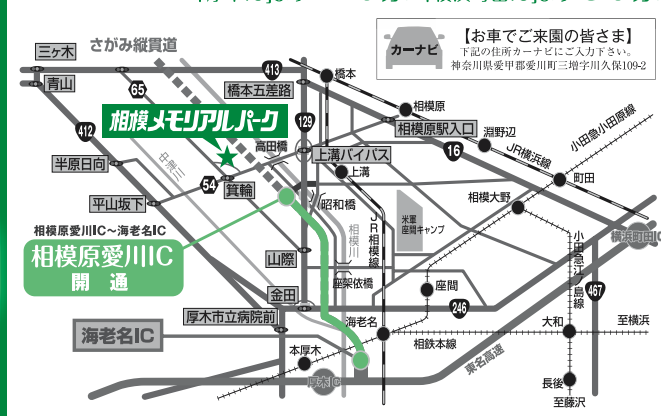 【お車でご来園の皆さま】
カーナビ
下記の住所カーナビにご入力下さい。
神奈川県愛甲郡愛川町三増字川久保109-2
さがみ縦貫道
三ヶ木
青山
65
413
橋本
橋本五差路
相模メモリアルパーク
129
相模原
相模原駅入口
小田急小田原線
412
高田橋
淵野辺
上溝バイパス
16
JR横浜線
半原日向
中津川
上溝
町田
54
箕輪
平山坂下
昭和橋
相模大野
米軍
座間キャンプ
相模原愛川IC〜海老名IC
相模原愛川IC
開通
相模川
JR相模線
小田急江ノ島線
横浜町田IC
山際
座架依橋
座間
467
金田
246
厚木市立病院前
海老名
大和
至横浜
海老名IC
相鉄本線
本厚木
東名高速
厚木IC
長後
至藤沢